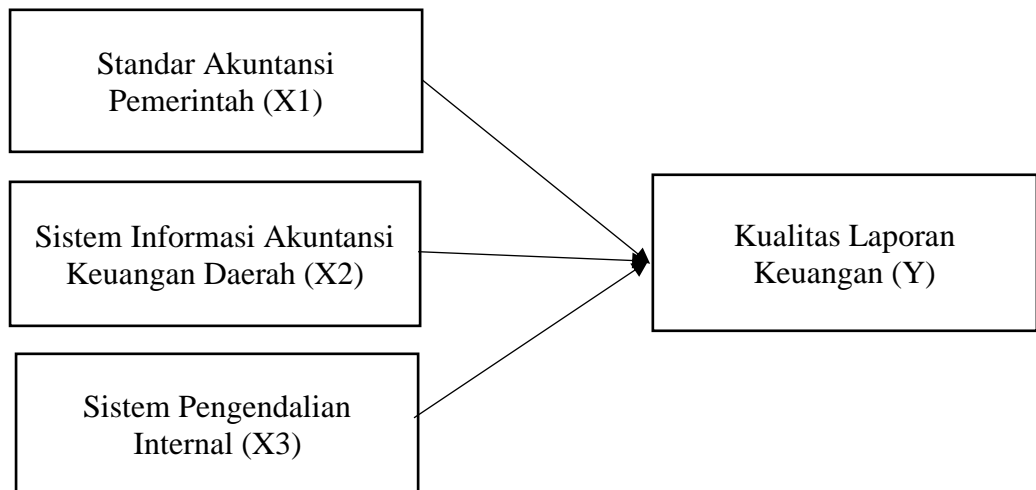 Standar Akuntansi
Pemerintah (X1)
Sistem Informasi Akuntansi
Keuangan Daerah (X2)
Kualitas Laporan
Keuangan (Y)
Sistem Pengendalian
Internal (X3)